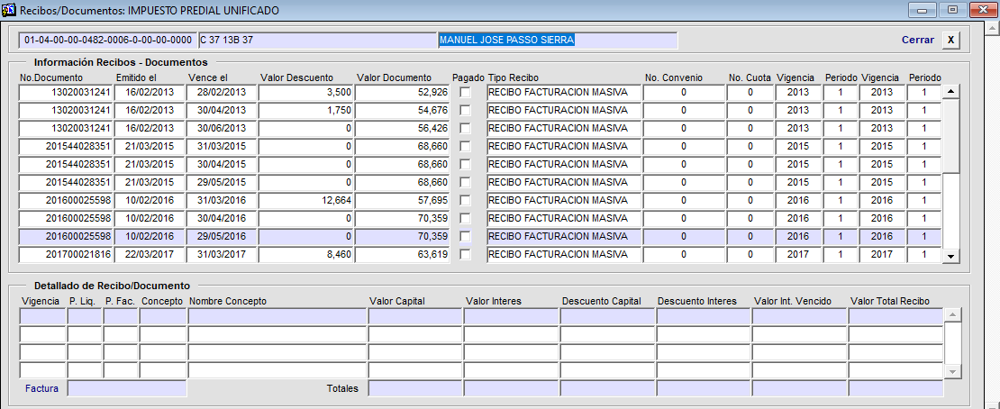 Recibos/Documentos: IMPUESTO PREDIAL UNIFICADO
01-04-00-00-0482-0006-0-00-00-0000 C 37 13B 37 MANUEL JOSE PASSO SIERRA Cerrar X
Información Recibos - Documentos
No.Documento Emitido el Vence el Valor Descuento Valor Documento Pagado Tipo Recibo No. Convenio No. Cuota Vigencia Periodo Vigencia Periodo
13020031241 16/02/2013 28/02/2013 3,500 52,926 RECIBO FACTURACION MASIVA 0 0 2013 1 2013 1
13020031241 16/02/2013 30/04/2013 1,750 54,676 RECIBO FACTURACION MASIVA 0 0 2013 1 2013 1
13020031241 16/02/2013 30/06/2013 0 56,426 RECIBO FACTURACION MASIVA 0 0 2013 1 2013 1
201544028351 21/03/2015 31/03/2015 0 68,660 RECIBO FACTURACION MASIVA 0 0 2015 1 2015 1
201544028351 21/03/2015 30/04/2015 0 68,660 RECIBO FACTURACION MASIVA 0 0 2015 1 2015 1
201544028351 21/03/2015 29/05/2015 0 68,660 RECIBO FACTURACION MASIVA 0 0 2015 1 2015 1
201600025598 10/02/2016 31/03/2016 12,664 57,695 RECIBO FACTURACION MASIVA 0 0 2016 1 2016 1
201600025598 10/02/2016 30/04/2016 0 70,359 RECIBO FACTURACION MASIVA 0 0 2016 1 2016 1
201600025598 10/02/2016 29/05/2016 0 70,359 RECIBO FACTURACION MASIVA 0 0 2016 1 2016 1
201700021816 22/03/2017 31/03/2017 8,460 63,619 RECIBO FACTURACION MASIVA 0 0 2017 1 2017 1
Detallado de Recibo/Documento
Vigencia P. Liq. P. Fac. Concepto Nombre Concepto Valor Capital Valor Interes Descuento Capital Descuento Interes Valor Int. Vencido Valor Total Recibo
Factura Totales